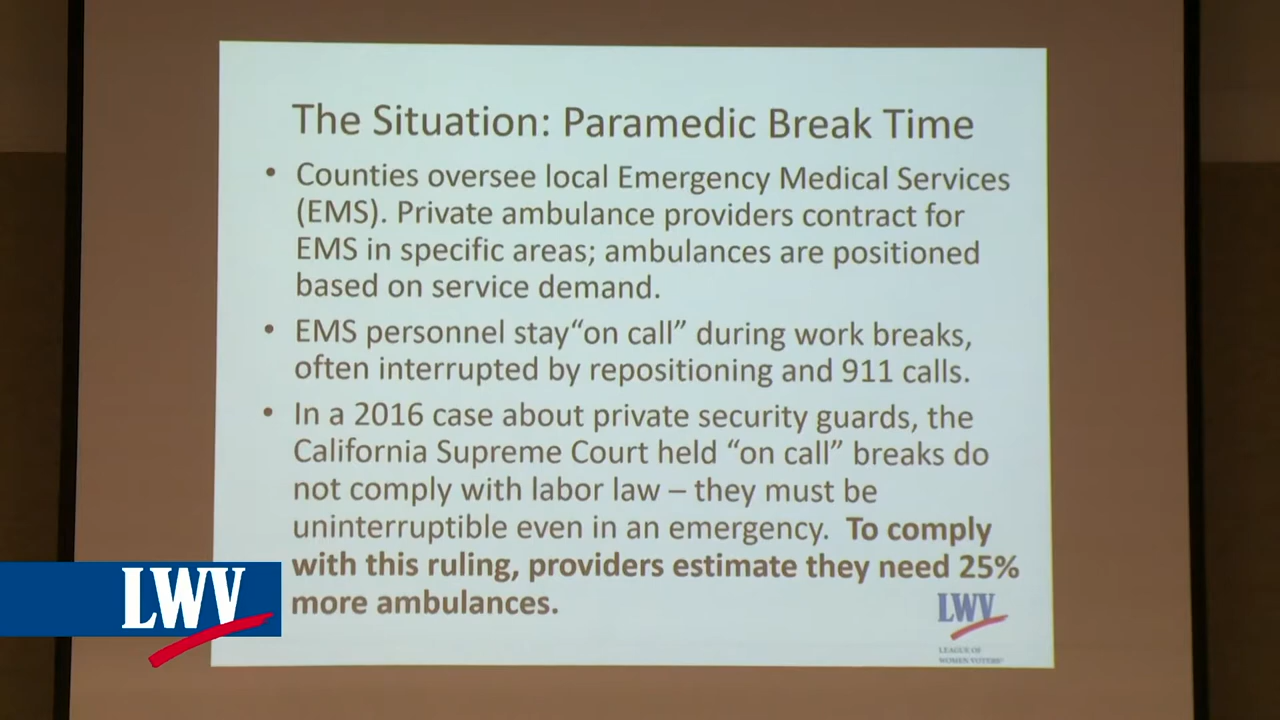 The Situation: Paramedic Break Time
• Counties oversee local Emergency Medical Services
(EMS). Private ambulance providers contract for
EMS in specific areas; ambulances are positioned
based on service demand.
• EMS personnel stay“on call” during work breaks,
often interrupted by repositioning and 911 calls.
• In a 2016 case about private security guards, the
California Supreme Court held “on call” breaks do
not comply with labor law – they must be
uninterruptible even in an emergency. To comply
with this ruling, providers estimate they need 25%
more ambulances.
LWV
LEAGUE OF
WOMEN VOTERS®
LWV